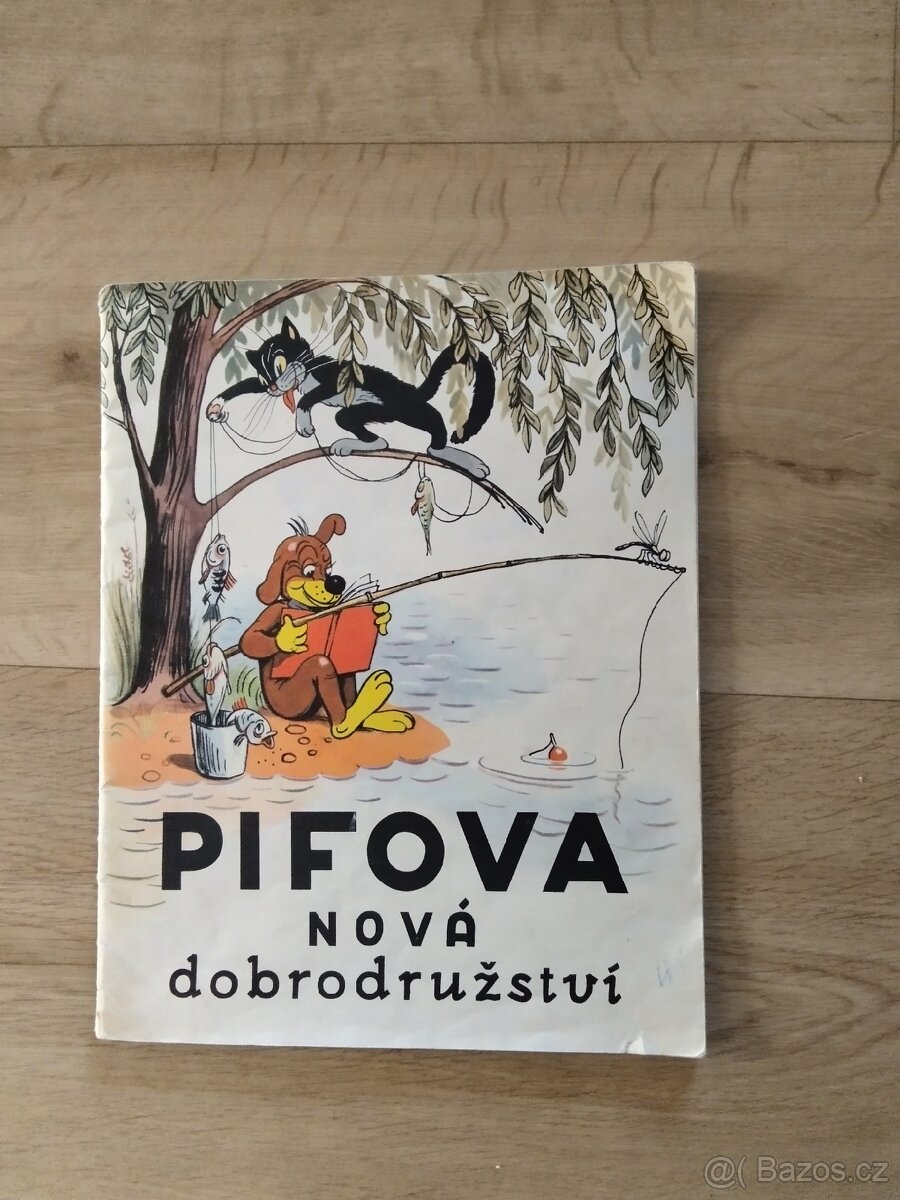 PIFOVA
NOVÁ
dobrodružství
@( Bazos.cz